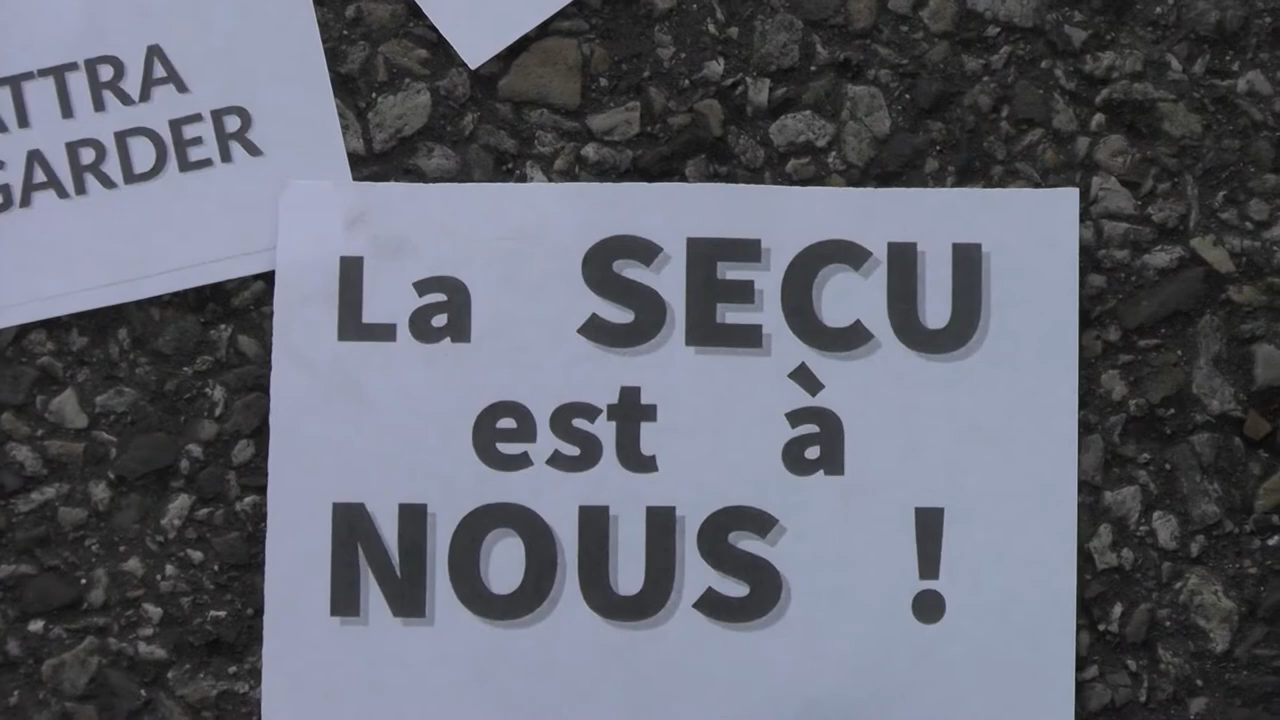 ATTRA
GARDER
La SECU
est à
NOUS !